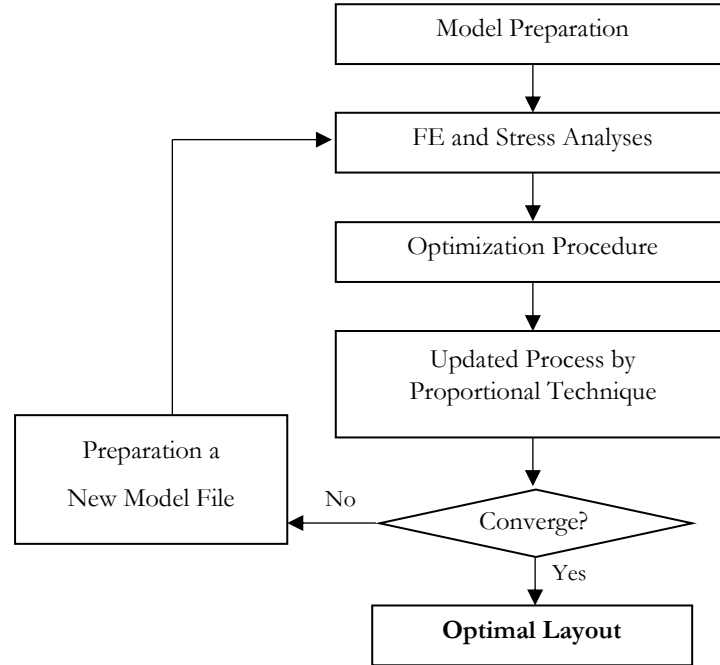 Model Preparation
FE and Stress Analyses
Optimization Procedure
Updated Process by
Proportional Technique
Preparation a
New Model File
No
Converge?
Yes
Optimal Layout